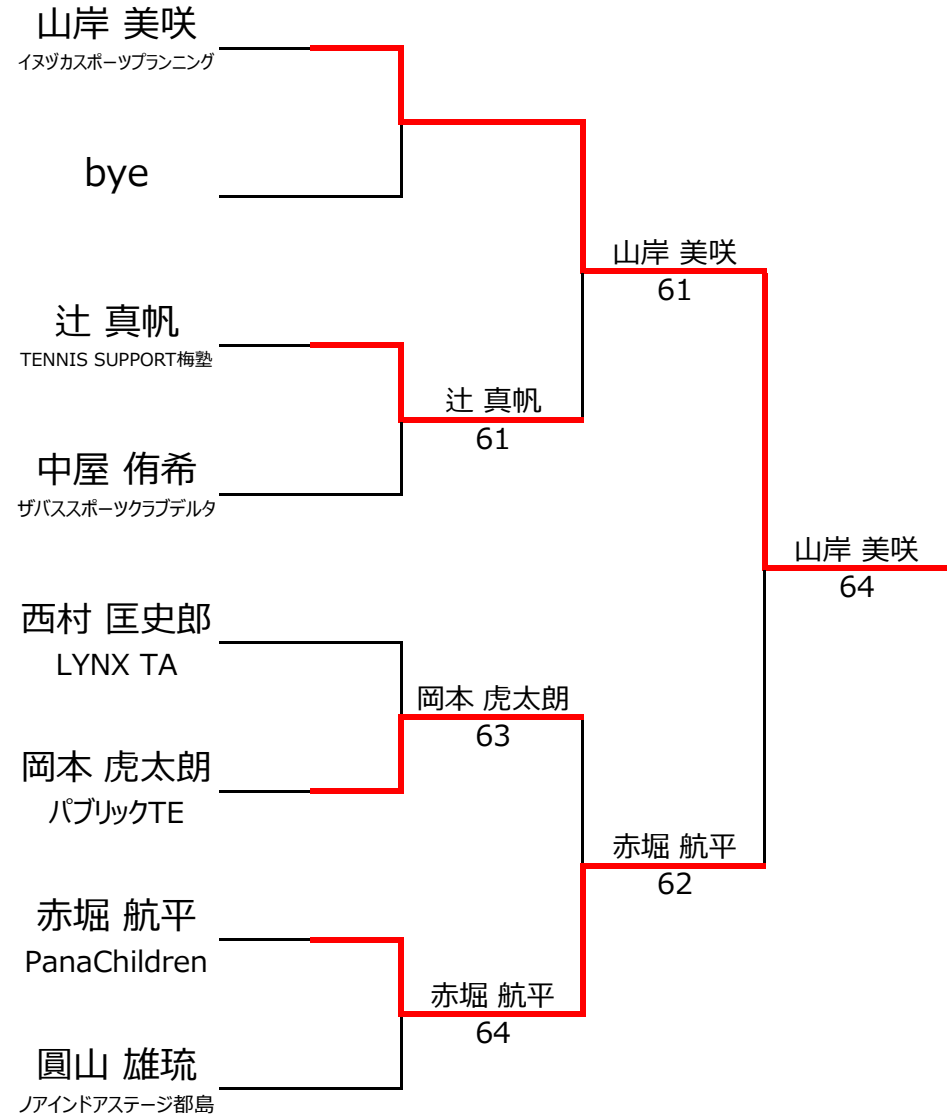 山岸 美咲
イヌヅカスポーツプランニング
bye
辻 真帆
TENNIS SUPPORT梅塾
中屋 侑希
ザバススポーツクラブデルタ
西村 匡史郎
LYNX TA
岡本 虎太朗
パブリックTE
赤堀 航平
PanaChildren
圓山 雄琉
ノアインドアステージ都島
辻 真帆
61
岡本 虎太朗
63
赤堀 航平
64
山岸 美咲
61
赤堀 航平
62
山岸 美咲
64